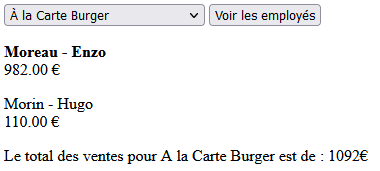 À la Carte Burger Voir les employés
Moreau - Enzo
982.00 €
Morin - Hugo
110.00 €
Le total des ventes pour A la Carte Burger est de : 1092€